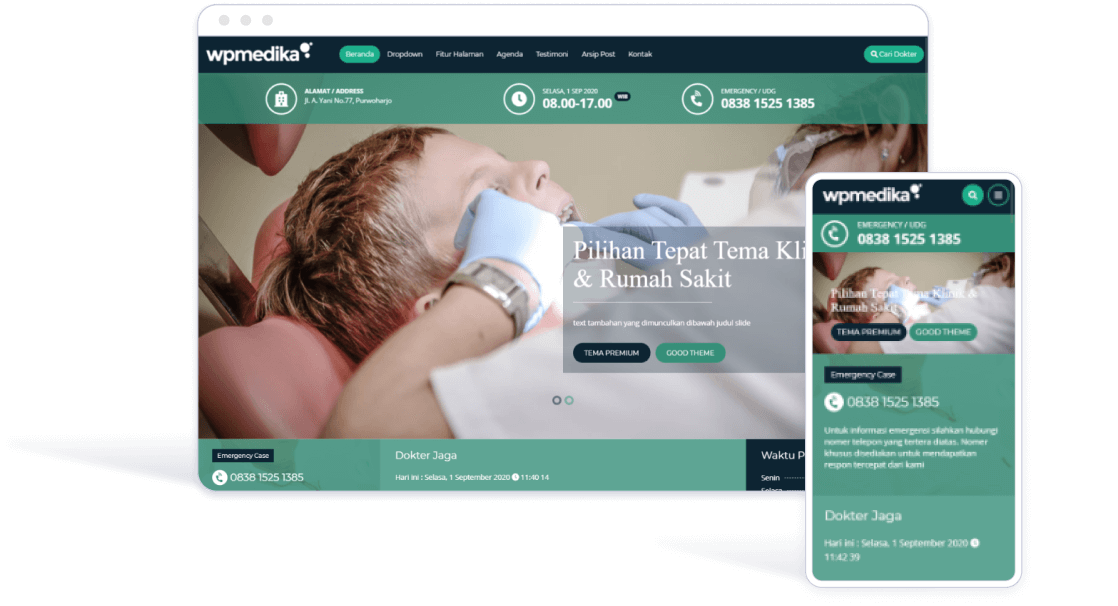 wpmedika
Beranda Dropdown Fitur Halaman Agenda Testimoni Arsip Post Kontak
Cari Dokter
ALAMAT / ADDRESS
Jl. A. Yani No.77, Purwoharjo
SELASA, 1 SEP 2020
08.00-17.00 WIB
EMERGENCY / UDG
0838 1525 1385
Pilihan Tepat Tema Kli
& Rumah Sakit
text tambahan yang dimunculkan dibawah judul slide
TEMA PREMIUM GOOD THEME
Emergency Case
0838 1525 1385
Dokter Jaga
Hari ini : Selasa, 1 September 2020 11:40 14
Waktu P
Senin
Selasa
wpmedika
EMERGENCY / UDG
0838 1525 1385
Pilihan Tepat Tema Klinik &
Rumah Sakit
TEMA PREMIUM GOOD THEME
Emergency Case
0838 1525 1385
Untuk informasi emergensi silahkan hubungi
nomer telepon yang tertera diatas. Nomer
khusus disediakan untuk mendapatkan
respon tercepat dari kami
Dokter Jaga
Hari ini : Selasa, 1 September 2020
11:42 39